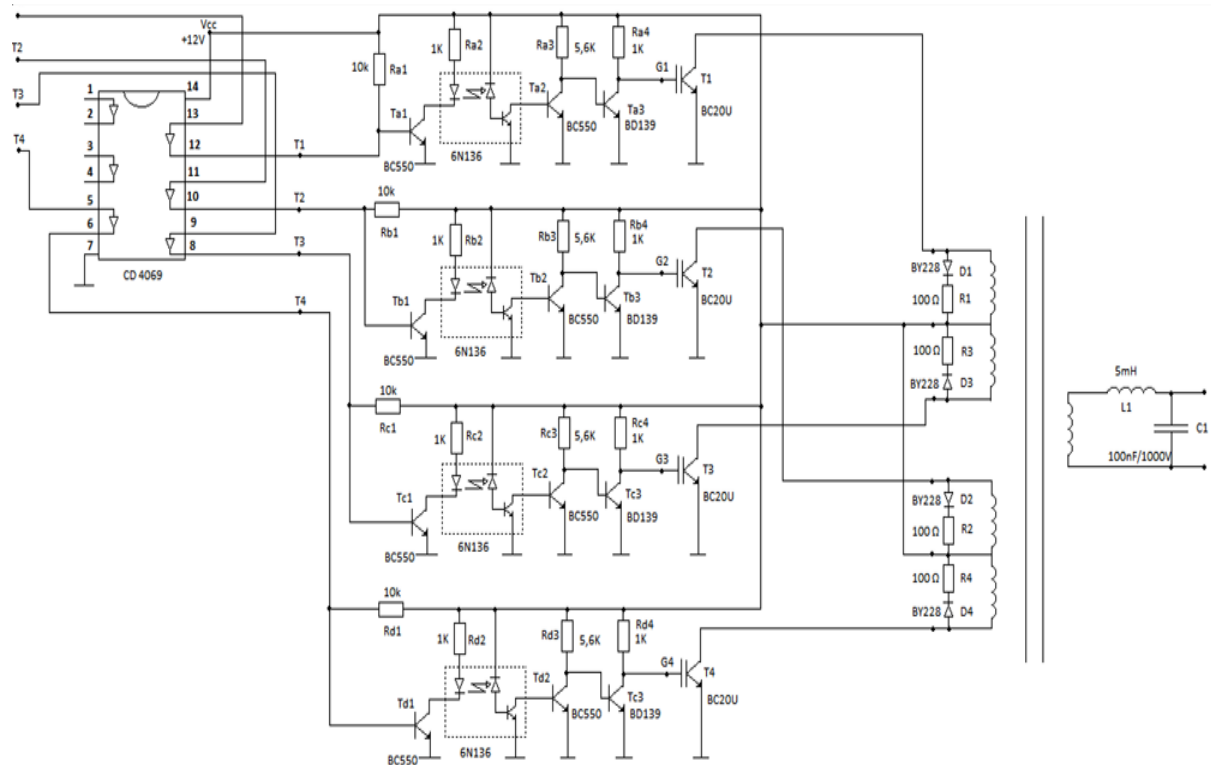 Vcc
+12V
T2
T3
T4
1
2
3
4
5
6
7
14
13
12
11
10
9
8
CD 4069
T1
T2
T3
T4
10k
Ra1
1K
Ra2
Ra3
5,6K
Ra4
1K
G1
T1
BC20U
Ta1
Ta2
Ta3
BC550
BD139
BC550
6N136
10k
Rb1
1K
Rb2
Rb3
5,6K
Rb4
1K
G2
T2
BC20U
Tb1
Tb2
Tb3
BC550
BD139
BC550
6N136
10k
Rc1
1K
Rc2
Rc3
5,6K
Rc4
1K
G3
T3
BC20U
Tc1
Tc2
Tc3
BC550
BD139
BC550
6N136
10k
Rd1
1K
Rd2
Rd3
5,6K
Rd4
1K
G4
T4
BC20U
Td1
Td2
Tc3
BC550
BD139
BC550
6N136
BY228
D1
100 Ω
R1
100 Ω
R3
BY228
D3
BY228
D2
100 Ω
R2
100 Ω
R4
BY228
D4
5mH
L1
C1
100nF/1000V